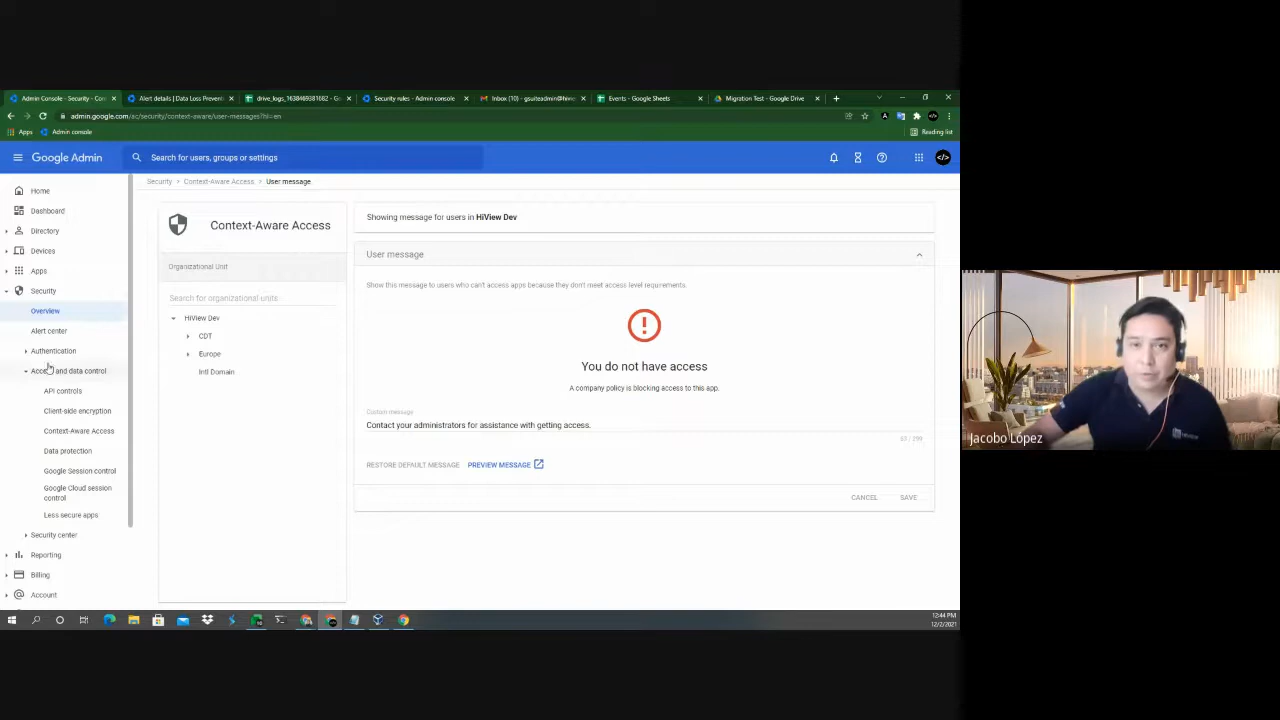 Admin Console - Security - Con
Alert details | Data Loss Prevent
drive_logs_1638469381682 - Go
Security rules - Admin console
Inbox (10) - gsuiteadmin@hivie
Events - Google Sheets
Migration Test - Google Drive
admin.google.com/ac/security/context-aware/user-messages?hl=en
Apps
Admin console
Reading list
Google Admin
Search for users, groups or settings
</>
Home
Dashboard
Directory
Devices
Apps
Security
Overview
Alert center
Authentication
Access and data control
API controls
Client-side encryption
Context-Aware Access
Data protection
Google Session control
Google Cloud session
control
Less secure apps
Security center
Reporting
Billing
Account
Security > Context-Aware Access > User message
Context-Aware Access
Organizational Unit
Search for organizational units
HiView Dev
CDT
Europe
Intl Domain
Showing message for users in HiView Dev
User message
Show this message to users who can't access apps because they don't meet access level requirements.
You do not have access
A company policy is blocking access to this app.
Custom message
Contact your administrators for assistance with getting access.
RESTORE DEFAULT MESSAGE
PREVIEW MESSAGE
CANCEL
SAVE
12:44 PM
12/2/2021
Jacobo López